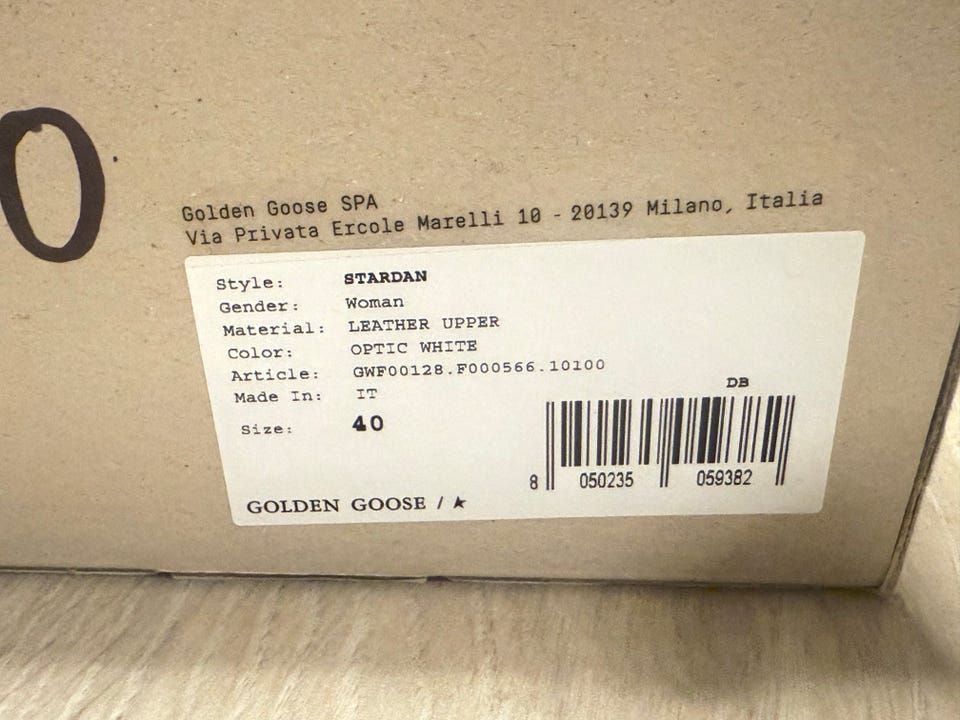 0
Golden Goose SPA
Via Privata Ercole Marelli 10 - 20139 Milano, Italia
Style: STARDAN
Gender: Woman
Material: LEATHER UPPER
Color: OPTIC WHITE
Article: GWF00128.F000566.10100
Made In: IT
DB
Size: 40
8 050235 059382
GOLDEN GOOSE / ★